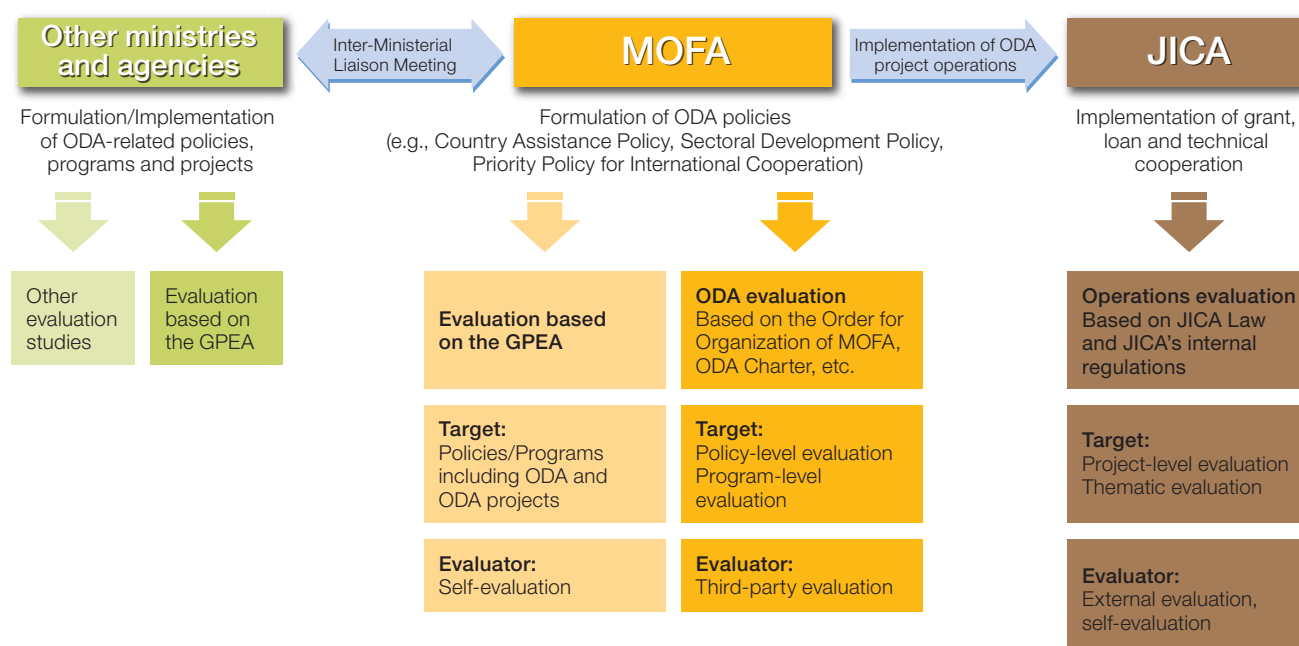 Other ministries
and agencies
Inter-Ministerial
Liaison Meeting
MOFA
Implementation of ODA
project operations
JICA
Formulation/Implementation
of ODA-related policies,
programs and projects
Formulation of ODA policies
(e.g., Country Assistance Policy, Sectoral Development Policy,
Priority Policy for International Cooperation)
Implementation of grant,
loan and technical
cooperation
Other
evaluation
studies
Evaluation
based on
the GPEA
Evaluation based
on the GPEA
ODA evaluation
Based on the Order for
Organization of MOFA,
ODA Charter, etc.
Operations evaluation
Based on JICA Law
and JICA's internal
regulations
Target:
Policies/Programs
including ODA and
ODA projects
Target:
Policy-level evaluation
Program-level
evaluation
Target:
Project-level evaluation
Thematic evaluation
Evaluator:
Self-evaluation
Evaluator:
Third-party evaluation
Evaluator:
External evaluation,
self-evaluation